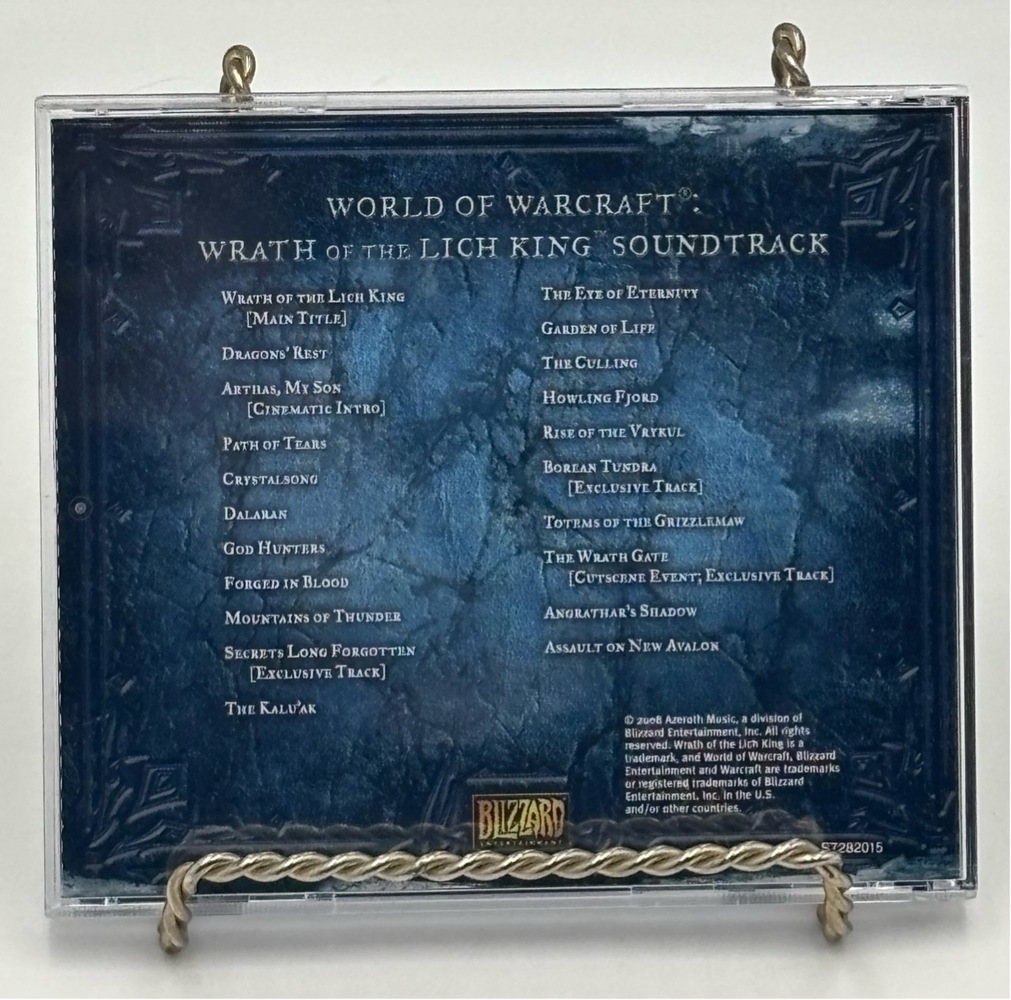 WORLD OF WARCRAFT®:
WRATH OF THE LICH KING™ SOUNDTRACK
WRATH OF THE LICH KING
[MAIN TITLE]
DRAGONS' REST
ARTHAS, MY SON
[CINEMATIC INTRO]
PATH OF TEARS
CRYSTALSONG
DALARAN
GOD HUNTERS
FORGED IN BLOOD
MOUNTAINS OF THUNDER
SECRETS LONG FORGOTTEN
[EXCLUSIVE TRACK]
THE KALU'AK
THE EYE OF ETERNITY
GARDEN OF LIFE
THE CULLING
HOWLING FJORD
RISE OF THE VRYKUL
BOREAN TUNDRA
[EXCLUSIVE TRACK]
TOTEMS OF THE GRIZZLEMAW
THE WRATH GATE
[CUTSCENE EVENT; EXCLUSIVE TRACK]
ANGRATHAR'S SHADOW
ASSAULT ON NEW AVALON
© 2008 Azeroth Music, a division of
Blizzard Entertainment, Inc. All rights
reserved. Wrath of the Lich King is a
trademark, and World of Warcraft, Blizzard
Entertainment and Warcraft are trademarks
or registered trademarks of Blizzard
Entertainment, Inc. in the U.S.
and/or other countries.
BLIZZARD
ENTERTAINMENT
S7282015